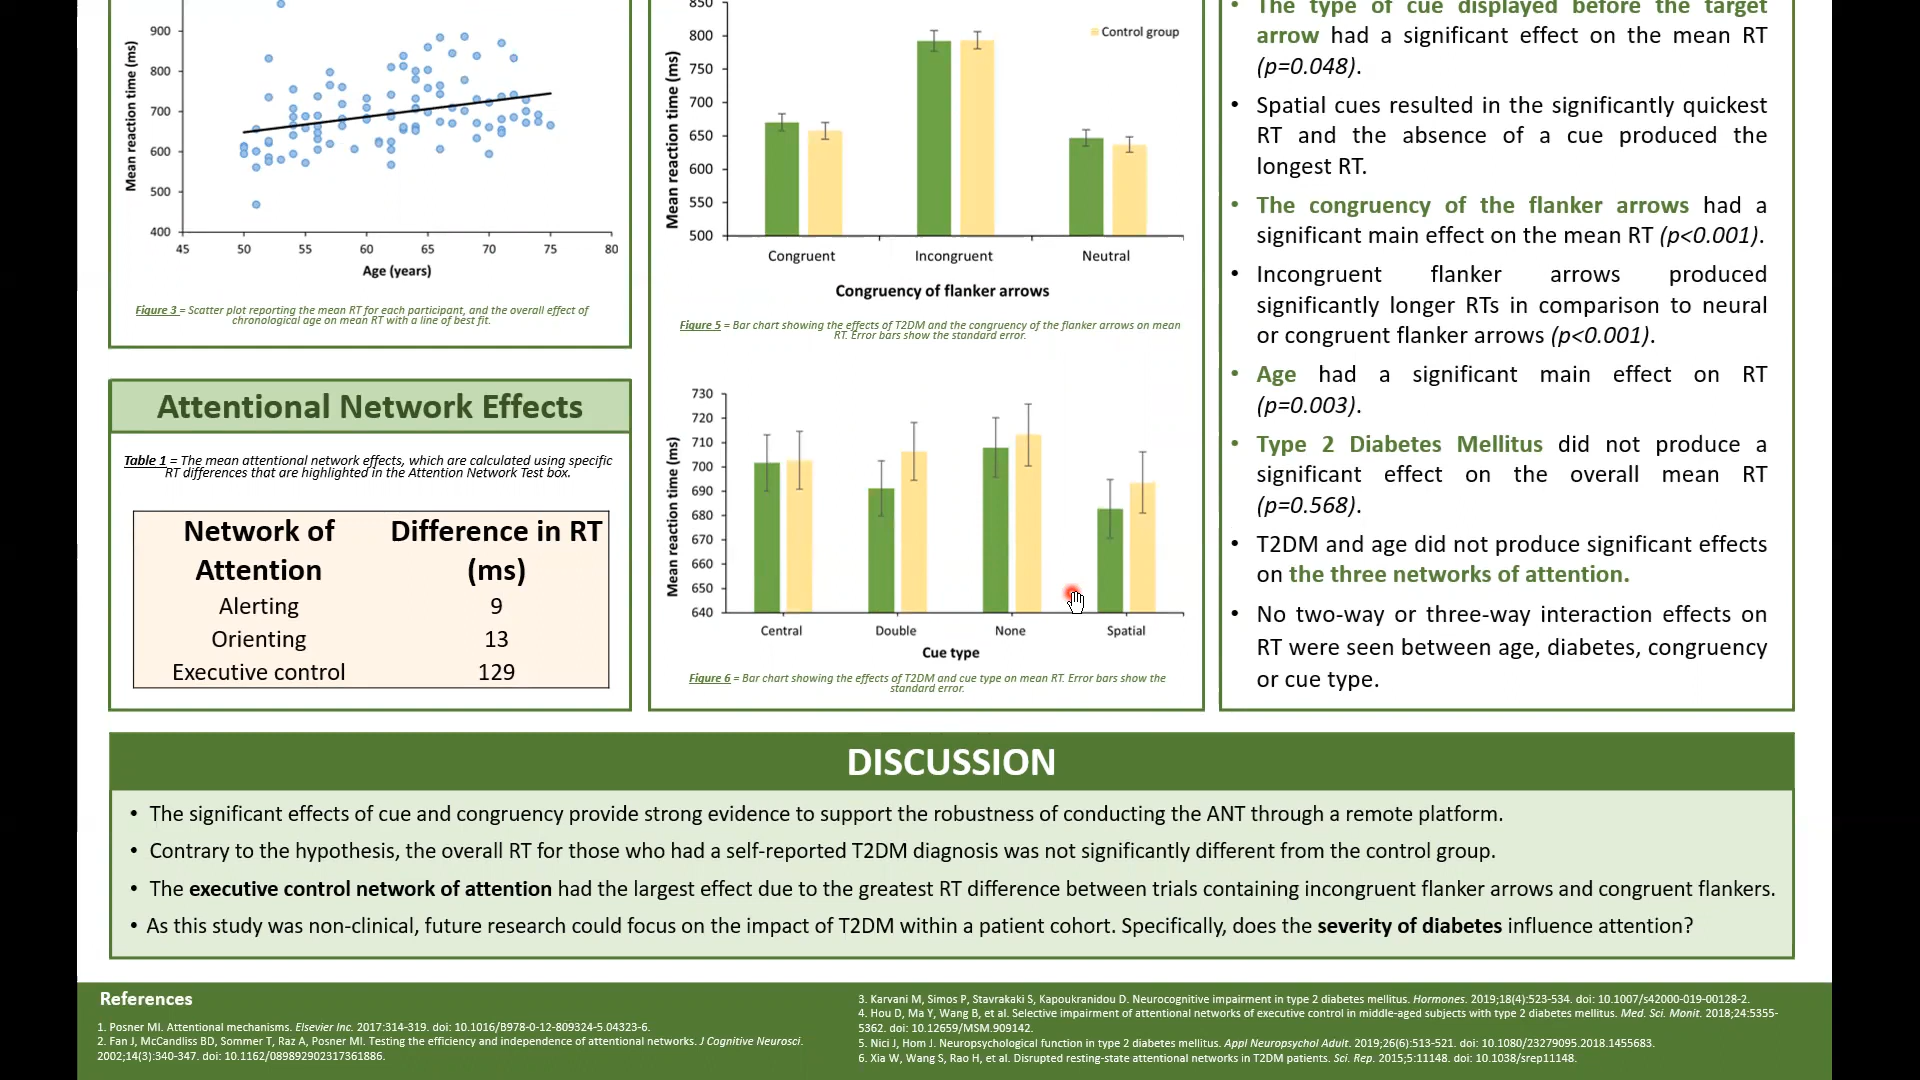 900
800
700
600
500
400
45
50
55
60
65
70
75
80
Mean reaction time (ms)
Age (years)
Figure 3 = Scatter plot reporting the mean RT for each participant, and the overall effect of
chronological age on mean RT with a line of best fit.
Attentional Network Effects
Table 1 = The mean attentional network effects, which are calculated using specific
RT differences that are highlighted in the Attention Network Test box.
Network of Attention
Difference in RT (ms)
Alerting 9
Orienting 13
Executive control 129
850
800
750
700
650
600
550
500
Mean reaction time (ms)
Control group
Congruent
Incongruent
Neutral
Congruency of flanker arrows
Figure 5 = Bar chart showing the effects of T2DM and the congruency of the flanker arrows on mean
RT. Error bars show the standard error.
730
720
710
700
690
680
670
660
650
640
Mean reaction time (ms)
Central
Double
None
Spatial
Cue type
Figure 6 = Bar chart showing the effects of T2DM and cue type on mean RT. Error bars show the
standard error.
• The type of cue displayed before the target
arrow had a significant effect on the mean RT
(p=0.048).
• Spatial cues resulted in the significantly quickest
RT and the absence of a cue produced the
longest RT.
• The congruency of the flanker arrows had a
significant main effect on the mean RT (p<0.001).
• Incongruent flanker arrows produced
significantly longer RTs in comparison to neural
or congruent flanker arrows (p<0.001).
• Age had a significant main effect on RT
(p=0.003).
• Type 2 Diabetes Mellitus did not produce a
significant effect on the overall mean RT
(p=0.568).
• T2DM and age did not produce significant effects
on the three networks of attention.
• No two-way or three-way interaction effects on
RT were seen between age, diabetes, congruency
or cue type.
DISCUSSION
• The significant effects of cue and congruency provide strong evidence to support the robustness of conducting the ANT through a remote platform.
• Contrary to the hypothesis, the overall RT for those who had a self-reported T2DM diagnosis was not significantly different from the control group.
• The executive control network of attention had the largest effect due to the greatest RT difference between trials containing incongruent flanker arrows and congruent flankers.
• As this study was non-clinical, future research could focus on the impact of T2DM within a patient cohort. Specifically, does the severity of diabetes influence attention?
References
1. Posner MI. Attentional mechanisms. Elsevier Inc. 2017:314-319. doi: 10.1016/B978-0-12-809324-5.04323-6.
2. Fan J, McCandliss BD, Sommer T, Raz A, Posner MI. Testing the efficiency and independence of attentional networks. J Cognitive Neurosci.
2002;14(3):340-347. doi: 10.1162/089892902317361886.
3. Karvani M, Simos P, Stavrakaki S, Kapoukranidou D. Neurocognitive impairment in type 2 diabetes mellitus. Hormones. 2019;18(4):523-534. doi: 10.1007/s42000-019-00128-2.
4. Hou D, Ma Y, Wang B, et al. Selective impairment of attentional networks of executive control in middle-aged subjects with type 2 diabetes mellitus. Med. Sci. Monit. 2018;24:5355-
5362. doi: 10.12659/MSM.909142.
5. Nici J, Hom J. Neuropsychological function in type 2 diabetes mellitus. Appl Neuropsychol Adult. 2019;26(6):513-521. doi: 10.1080/23279095.2018.1455683.
6. Xia W, Wang S, Rao H, et al. Disrupted resting-state attentional networks in T2DM patients. Sci. Rep. 2015;5:11148. doi: 10.1038/srep11148.